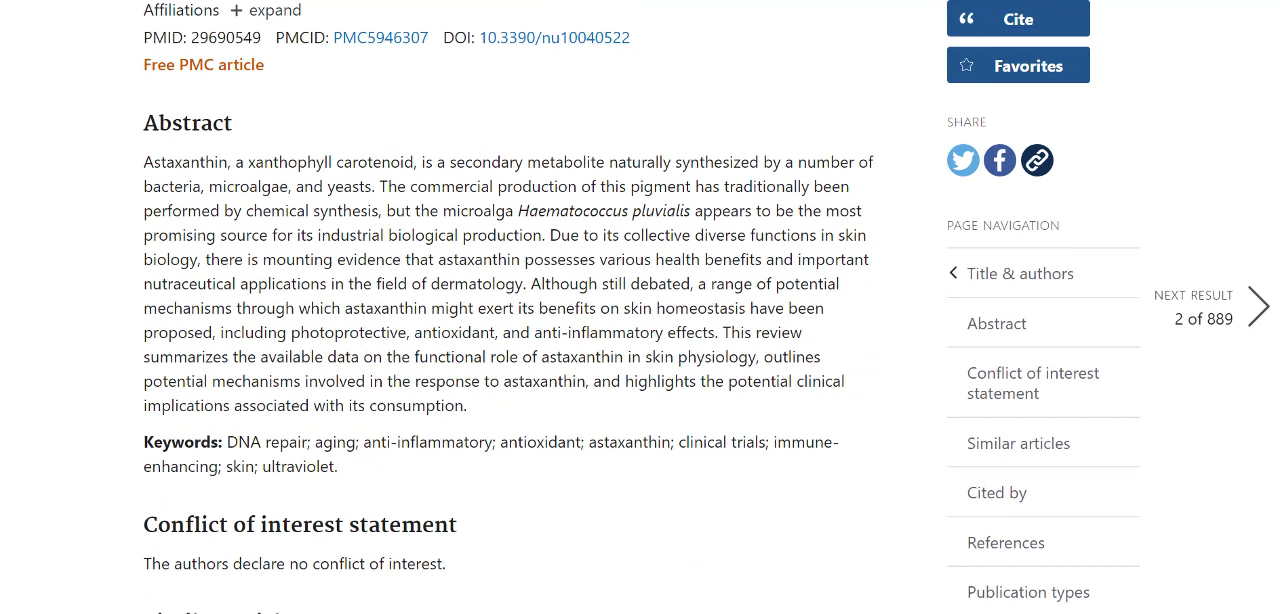 Affiliations + expand
PMID: 29690549 PMCID: PMC5946307 DOI: 10.3390/nu10040522
Free PMC article
Abstract
Astaxanthin, a xanthophyll carotenoid, is a secondary metabolite naturally synthesized by a number of
bacteria, microalgae, and yeasts. The commercial production of this pigment has traditionally been
performed by chemical synthesis, but the microalga Haematococcus pluvialis appears to be the most
promising source for its industrial biological production. Due to its collective diverse functions in skin
biology, there is mounting evidence that astaxanthin possesses various health benefits and important
nutraceutical applications in the field of dermatology. Although still debated, a range of potential
mechanisms through which astaxanthin might exert its benefits on skin homeostasis have been
proposed, including photoprotective, antioxidant, and anti-inflammatory effects. This review
summarizes the available data on the functional role of astaxanthin in skin physiology, outlines
potential mechanisms involved in the response to astaxanthin, and highlights the potential clinical
implications associated with its consumption.
Keywords: DNA repair; aging; anti-inflammatory; antioxidant; astaxanthin; clinical trials; immune-
enhancing; skin; ultraviolet.
Conflict of interest statement
The authors declare no conflict of interest.
Cite
Favorites
SHARE
PAGE NAVIGATION
Title & authors
Abstract
Conflict of interest
statement
Similar articles
Cited by
References
Publication types
NEXT RESULT
2 of 889